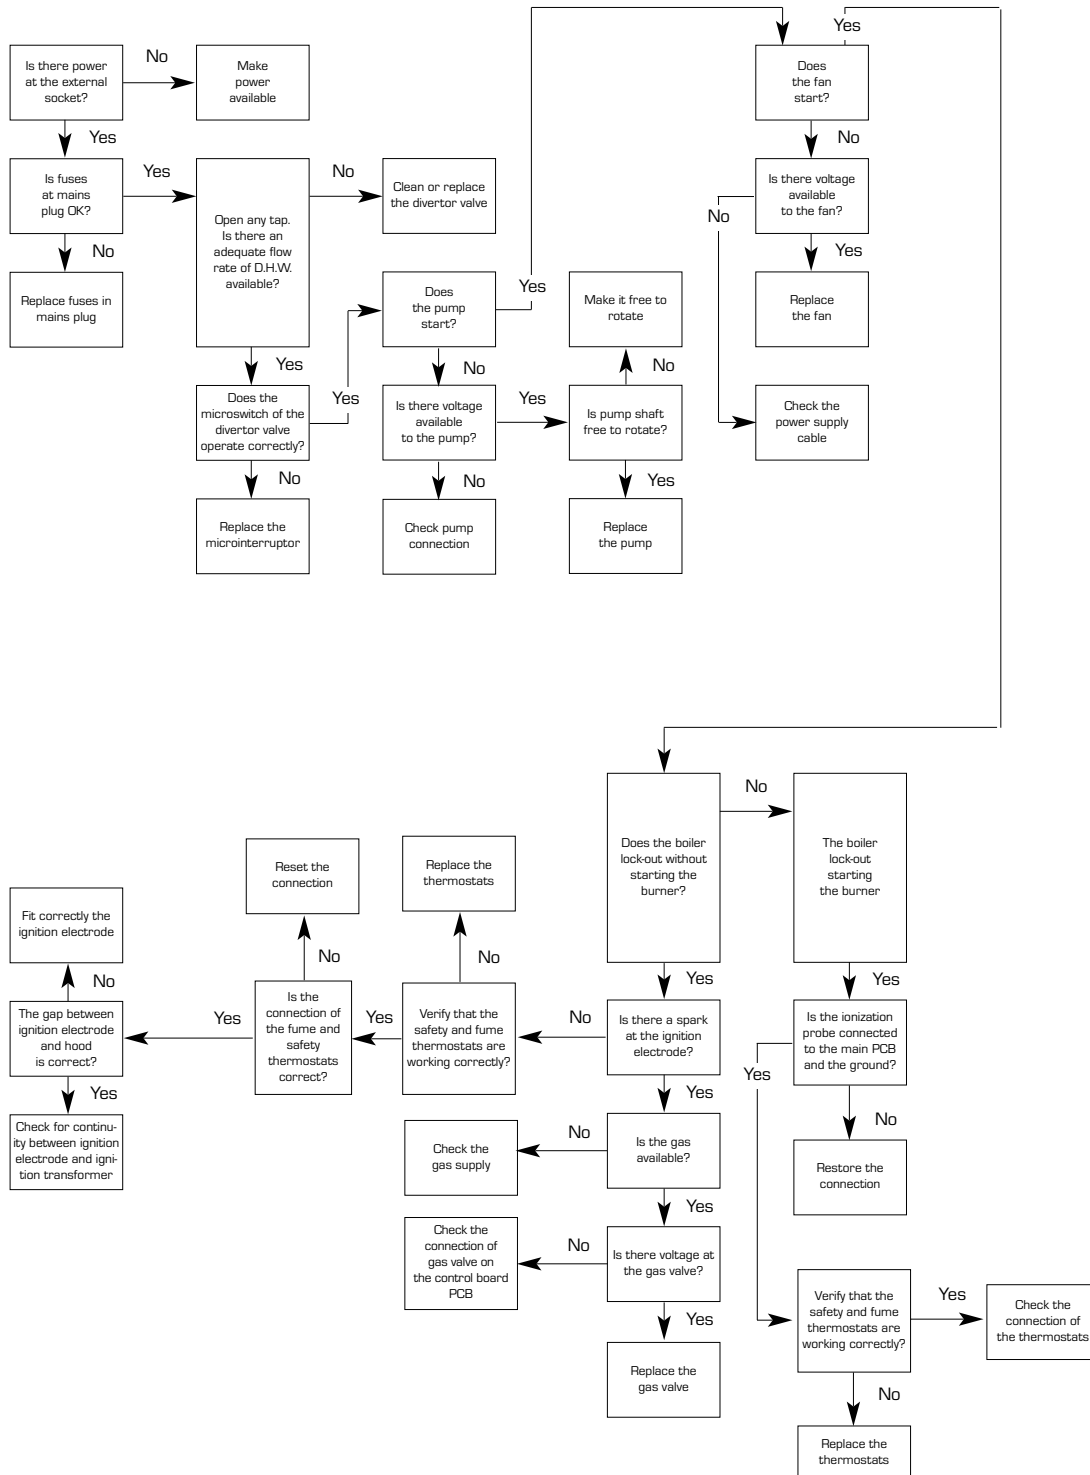 Yes
Is there power
at the external
socket?
No
Make
power
available
Does
the fan
start?
Yes
No
Is fuses
at mains
plug OK?
Yes
Open any tap.
Is there an
adequate flow
rate of D.H.W.
available?
No
Clean or replace
the divertor valve
Is there voltage
available
to the fan?
No
Yes
No
Replace fuses in
mains plug
Does
the pump
start?
Yes
Make it free to
rotate
Replace
the fan
Yes
No
No
Does the
microswitch of the
divertor valve
operate correctly?
Yes
Is there voltage
available
to the pump?
Yes
Is pump shaft
free to rotate?
Check the
power supply
cable
No
No
Yes
Replace the
microinterruptor
Check pump
connection
Replace
the pump
Does the boiler
lock-out without
starting the
burner?
No
The boiler
lock-out
starting
the burner
Reset the
connection
Replace the
thermostats
Fit correctly the
ignition electrode
No
No
No
Yes
Yes
The gap between
ignition electrode
and hood
is correct?
Yes
Is the
connection of
the fume and
safety
thermostats
correct?
Yes
Verify that the
safety and fume
thermostats are
working correctly?
No
Is there a spark
at the ignition
electrode?
Is the ionization
probe connected
to the main PCB
and the ground?
Yes
Yes
Yes
No
Check for continu-
ity between ignition
electrode and igni-
tion transformer
Check the
gas supply
No
Is the gas
available?
Restore the
connection
Yes
Check the
connection of
gas valve on
the control board
PCB
No
Is there voltage at
the gas valve?
Yes
Verify that the
safety and fume
thermostats are
working correctly?
Yes
Check the
connection of
the thermostats
Replace the
gas valve
No
Replace the
thermostats